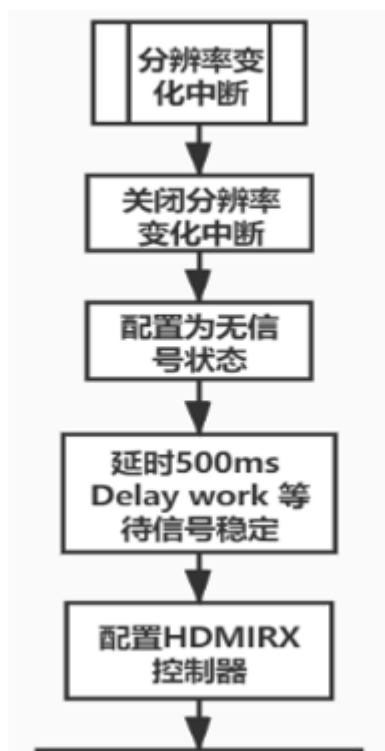 分辨率变
化中断
关闭分辨率
变化中断
配置为无信
号状态
延时500ms
Delay work 等
待信号稳定
配置HDMIRX
控制器